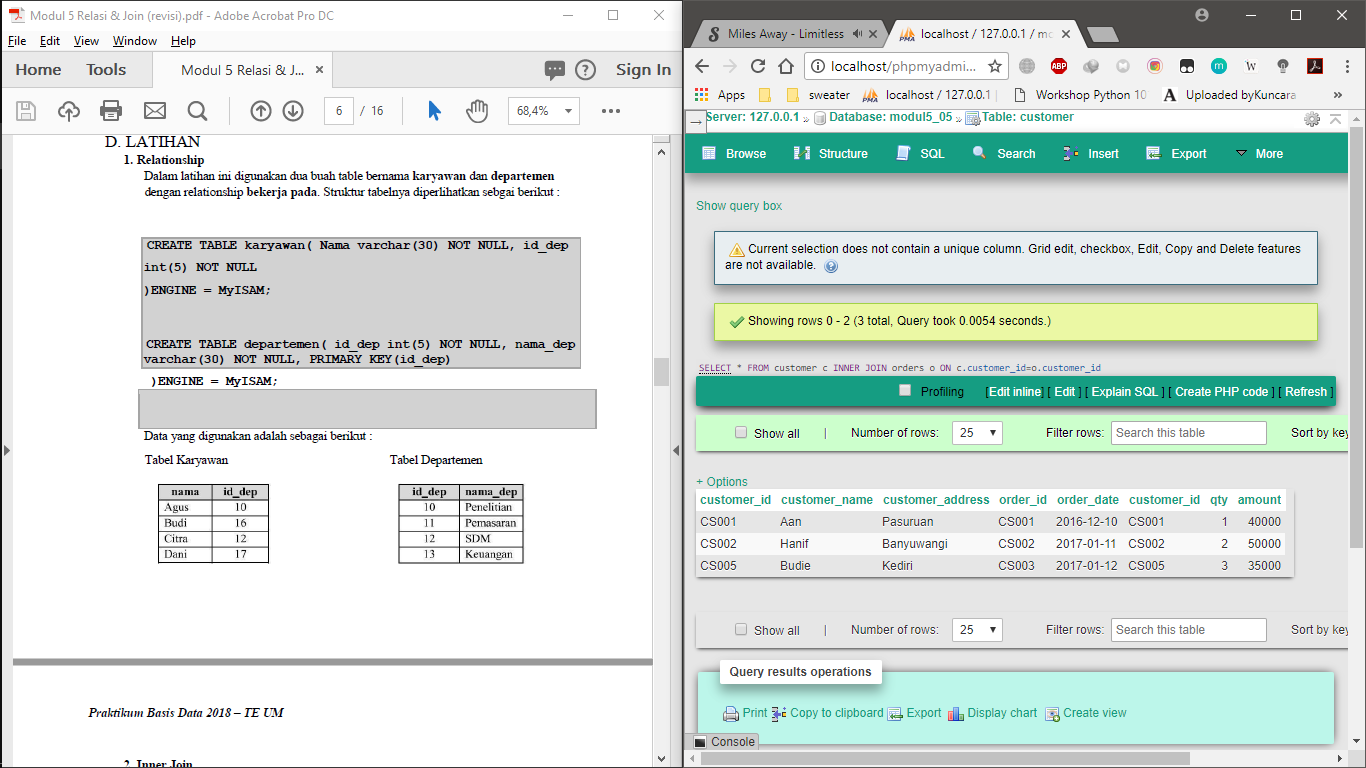 Modul 5 Relasi & Join (revisi).pdf - Adobe Acrobat Pro DC
File Edit View Window Help
Home Tools Modul 5 Relasi & J... × Sign In
6 / 16 68,4%
D. LATIHAN
1. Relationship
Dalam latihan ini digunakan dua buah table bernama karyawan dan departemen
dengan relationship bekerja pada. Struktur tabelnya diperlihatkan sebgai berikut :
CREATE TABLE karyawan( Nama varchar(30) NOT NULL, id_dep
int(5) NOT NULL
)ENGINE = MyISAM;
CREATE TABLE departemen( id_dep int(5) NOT NULL, nama_dep
varchar(30) NOT NULL, PRIMARY KEY(id_dep)
)ENGINE = MyISAM;
Data yang digunakan adalah sebagai berikut :
Tabel Karyawan Tabel Departemen
nama id_dep id_dep nama_dep
Agus 10 10 Penelitian
Budi 16 11 Pemasaran
Citra 12 12 SDM
Dani 17 13 Keuangan
Praktikum Basis Data 2018 – TE UM
2. Inner Join
Miles Away - Limitless × localhost / 127.0.0.1 / mo ×
localhost/phpmyadmi...
Apps sweater localhost / 127.0.0.1 | Workshop Python 10 Uploaded byKuncara »
Server: 127.0.0.1 » Database: modul5_05 » Table: customer
Browse Structure SQL Search Insert Export More
Show query box
Current selection does not contain a unique column. Grid edit, checkbox, Edit, Copy and Delete features
are not available.
Showing rows 0 - 2 (3 total, Query took 0.0054 seconds.)
SELECT * FROM customer c INNER JOIN orders o ON c.customer_id=o.customer_id
Profiling [Edit inline] [ Edit ] [ Explain SQL ] [ Create PHP code ] [ Refresh ]
Show all | Number of rows: 25 Filter rows: Search this table Sort by key
+ Options
customer_id customer_name customer_address order_id order_date customer_id qty amount
CS001 Aan Pasuruan CS001 2016-12-10 CS001 1 40000
CS002 Hanif Banyuwangi CS002 2017-01-11 CS002 2 50000
CS005 Budie Kediri CS003 2017-01-12 CS005 3 35000
Show all | Number of rows: 25 Filter rows: Search this table Sort by key
Query results operations
Print Copy to clipboard Export Display chart Create view
Console